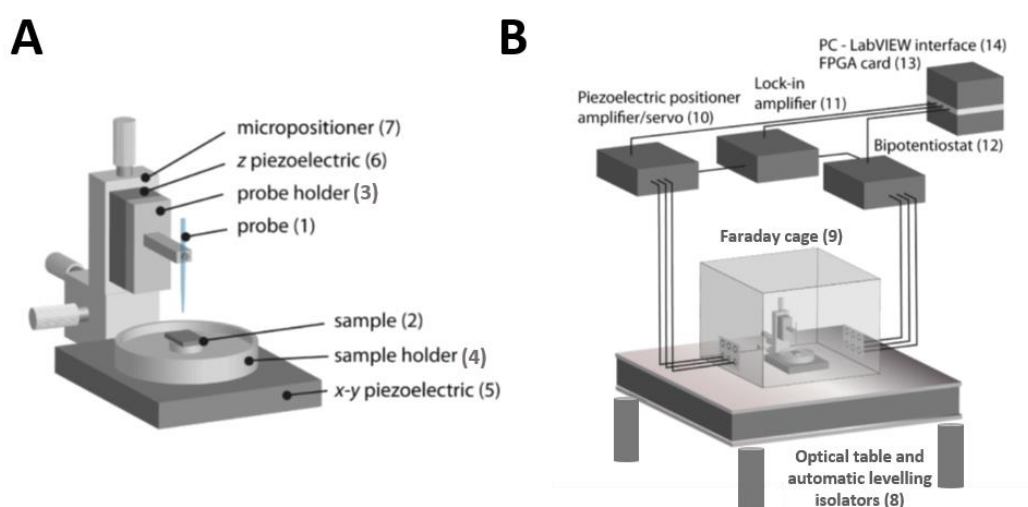 A
micropositioner (7)
z piezoelectric (6)
probe holder (3)
probe (1)
sample (2)
sample holder (4)
x-y piezoelectric (5)
B
PC - LabVIEW interface (14)
FPGA card (13)
Lock-in
amplifier (11)
Piezoelectric positioner
amplifier/servo (10)
Bipotentiostat (12)
Faraday cage (9)
Optical table and
automatic levelling
isolators (8)